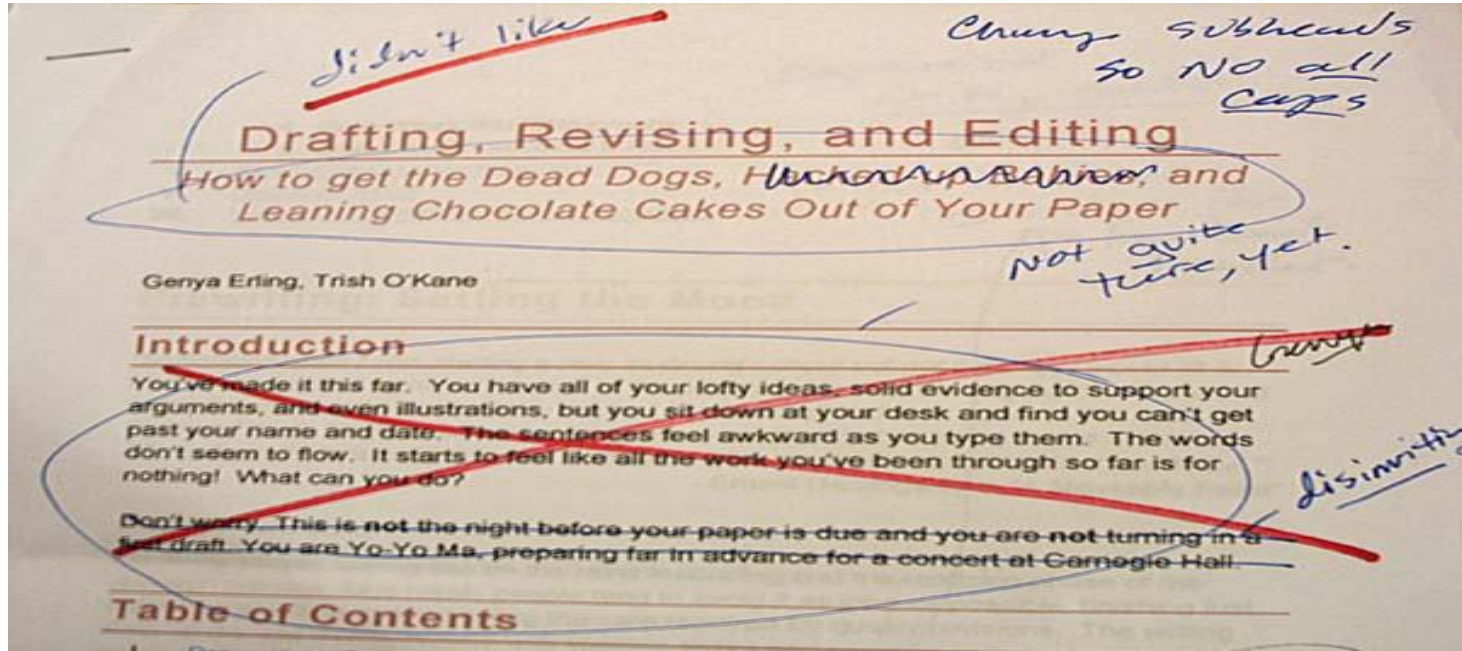 didn't like
Change subheads
so NO all
caps
Drafting, Revising, and Editing
How to get the Dead Dogs, Hacked up Babies, and
Leaning Chocolate Cakes Out of Your Paper
Not quite
there, yet.
Genya Erling, Trish O'Kane
Introduction
You've made it this far. You have all of your lofty ideas, solid evidence to support your
arguments, and even illustrations, but you sit down at your desk and find you can't get
past your name and date. The sentences feel awkward as you type them. The words
don't seem to flow. It starts to feel like all the work you've been through so far is for
nothing! What can you do?
disinviting
Don't worry. This is not the night before your paper is due and you are not turning in a
first draft. You are Yo-Yo Ma, preparing far in advance for a concert at Carnegie Hall.
Table of Contents